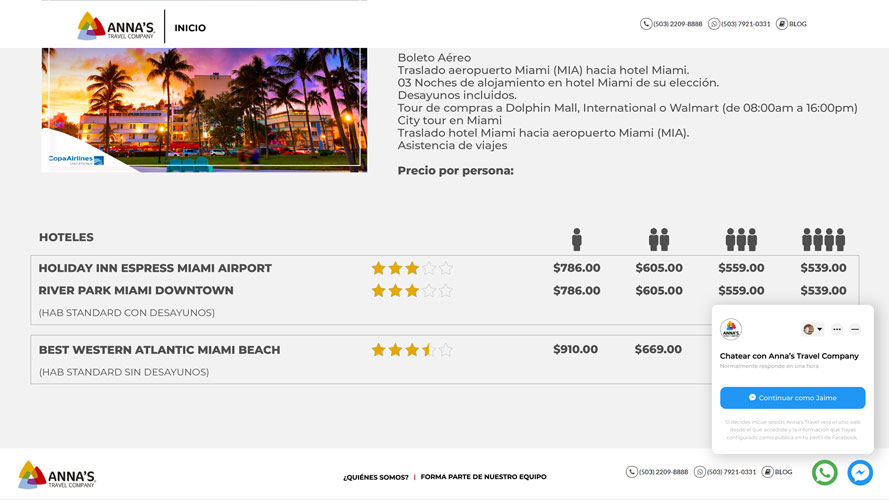 ANNA'S
TRAVEL COMPANY
INICIO
(503) 2209-8888
(503) 7921-0331
BLOG
CopaAirlines
Boleto Aéreo
Traslado aeropuerto Miami (MIA) hacia hotel Miami.
03 Noches de alojamiento en hotel Miami de su elección.
Desayunos incluidos.
Tour de compras a Dolphin Mall, International o Walmart (de 08:00am a 16:00pm)
City tour en Miami
Traslado hotel Miami hacia aeropuerto Miami (MIA).
Asistencia de viajes
Precio por persona:
HOTELES
HOLIDAY INN ESPRESS MIAMI AIRPORT $786.00 $605.00 $559.00 $539.00
RIVER PARK MIAMI DOWNTOWN $786.00 $605.00 $559.00 $539.00
(HAB STANDARD CON DESAYUNOS)
BEST WESTERN ATLANTIC MIAMI BEACH $910.00 $669.00
(HAB STANDARD SIN DESAYUNOS)
Chatear con Anna's Travel Company
Normalmente responde en una hora
Continuar como Jaime
Si decides iniciar sesión, Anna's Travel verá el sitio web
desde el que accediste y la información que hayas
configurado como pública en tu perfil de Facebook.
ANNA'S
TRAVEL COMPANY
¿QUIÉNES SOMOS? | FORMA PARTE DE NUESTRO EQUIPO
(503) 2209-8888
(503) 7921-0331
BLOG